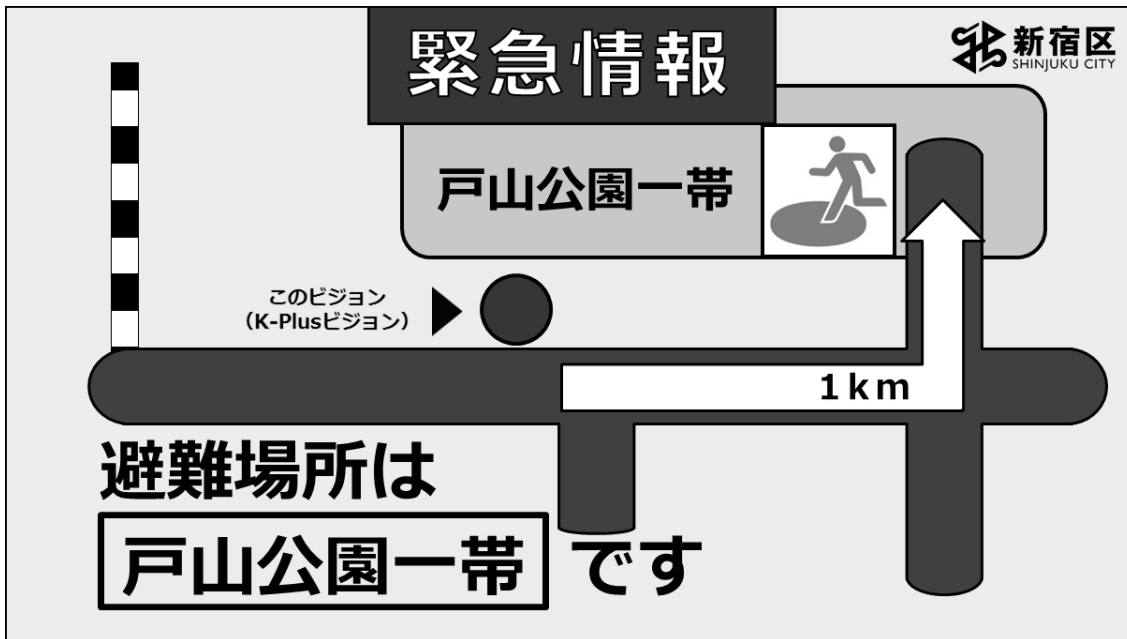 緊急情報
新宿区
SHINJUKU CITY
戸山公園一帯
このビジョン
（K-Plusビジョン）
1km
避難場所は
戸山公園一帯 です